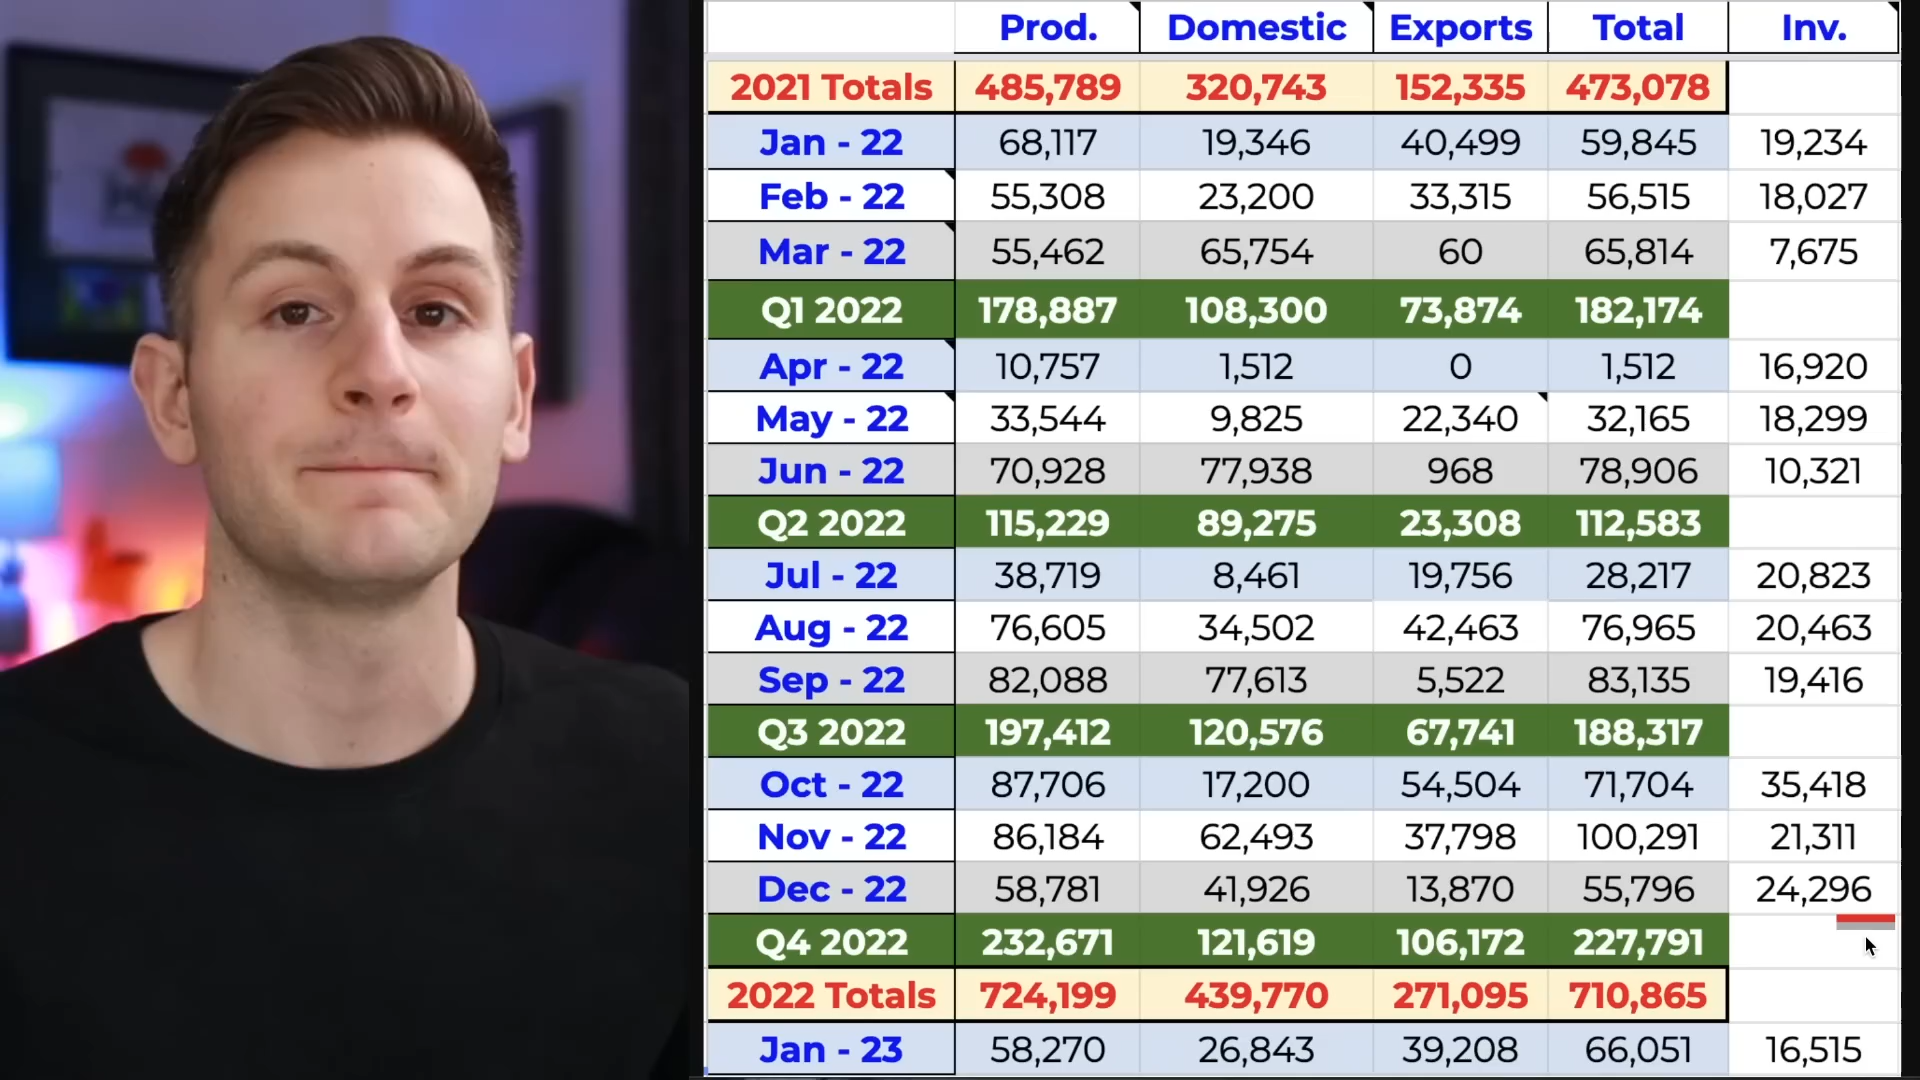 Prod. Domestic Exports Total Inv.
2021 Totals 485,789 320,743 152,335 473,078
Jan - 22 68,117 19,346 40,499 59,845 19,234
Feb - 22 55,308 23,200 33,315 56,515 18,027
Mar - 22 55,462 65,754 60 65,814 7,675
Q1 2022 178,887 108,300 73,874 182,174
Apr - 22 10,757 1,512 0 1,512 16,920
May - 22 33,544 9,825 22,340 32,165 18,299
Jun - 22 70,928 77,938 968 78,906 10,321
Q2 2022 115,229 89,275 23,308 112,583
Jul - 22 38,719 8,461 19,756 28,217 20,823
Aug - 22 76,605 34,502 42,463 76,965 20,463
Sep - 22 82,088 77,613 5,522 83,135 19,416
Q3 2022 197,412 120,576 67,741 188,317
Oct - 22 87,706 17,200 54,504 71,704 35,418
Nov - 22 86,184 62,493 37,798 100,291 21,311
Dec - 22 58,781 41,926 13,870 55,796 24,296
Q4 2022 232,671 121,619 106,172 227,791
2022 Totals 724,199 439,770 271,095 710,865
Jan - 23 58,270 26,843 39,208 66,051 16,515